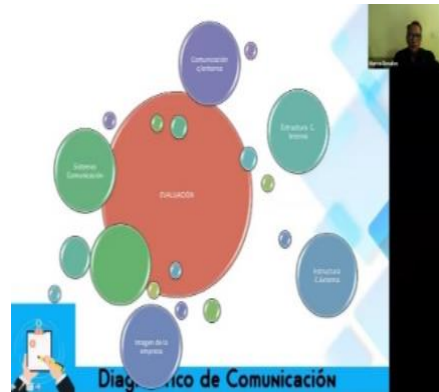 Comunicación
c/entorno
Estructura C.
Interna
Sistemas
Comunicación
EVALUACIÓN
Estructura
C.Externa
Imagen de la
empresa
Diagnóstico de Comunicación